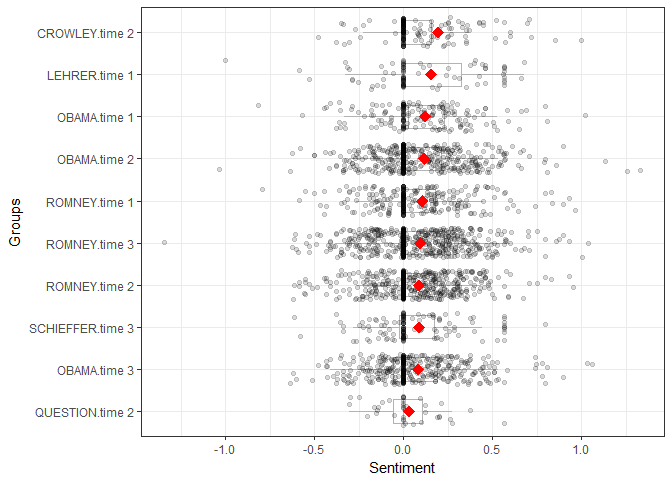 Groups
CROWLEY.time 2
LEHRER.time 1
OBAMA.time 1
OBAMA.time 2
ROMNEY.time 1
ROMNEY.time 3
ROMNEY.time 2
SCHIEFFER.time 3
OBAMA.time 3
QUESTION.time 2
-1.0 -0.5 0.0 0.5 1.0
Sentiment